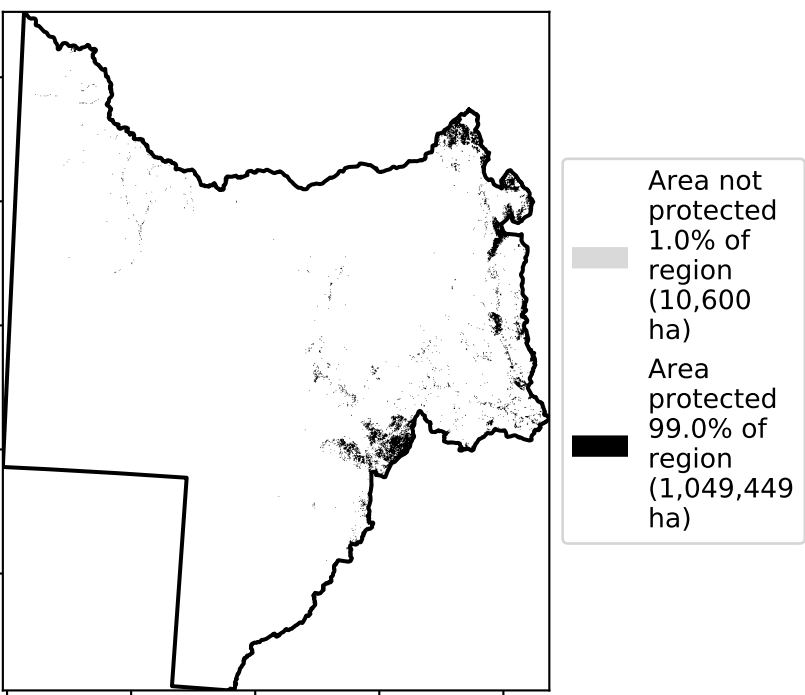 Area not
protected
1.0% of
region
(10,600
ha)
Area
protected
99.0% of
region
(1,049,449
ha)